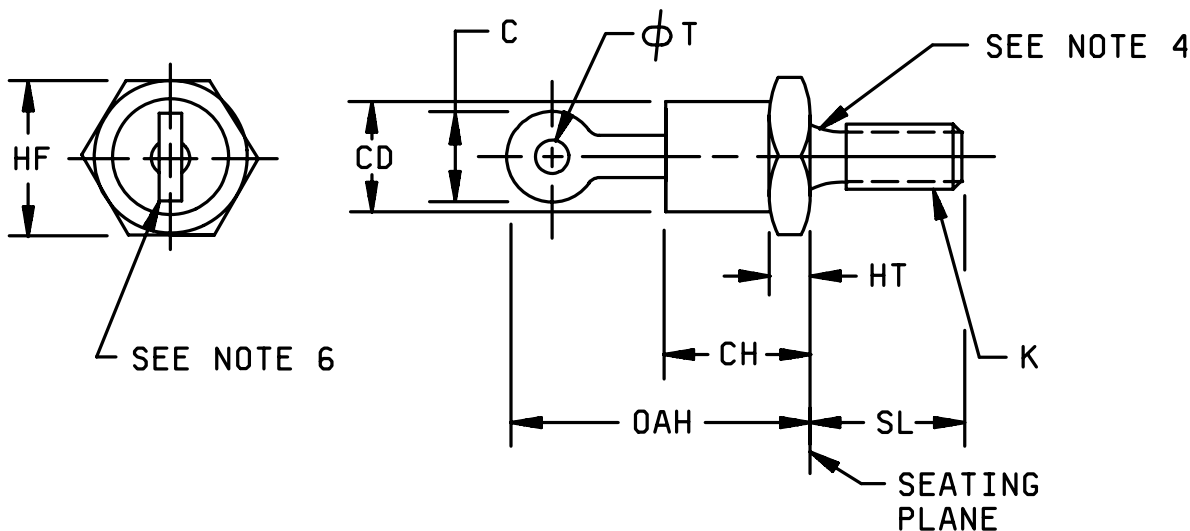 C
ϕT
SEE NOTE 4
HF
CD
HT
SEE NOTE 6
CH
K
OAH
SL
SEATING
PLANE